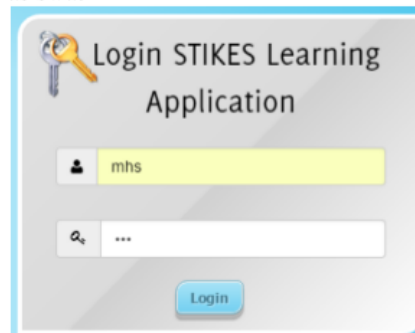 Login STIKES Learning
Application
mhs
•••
Login